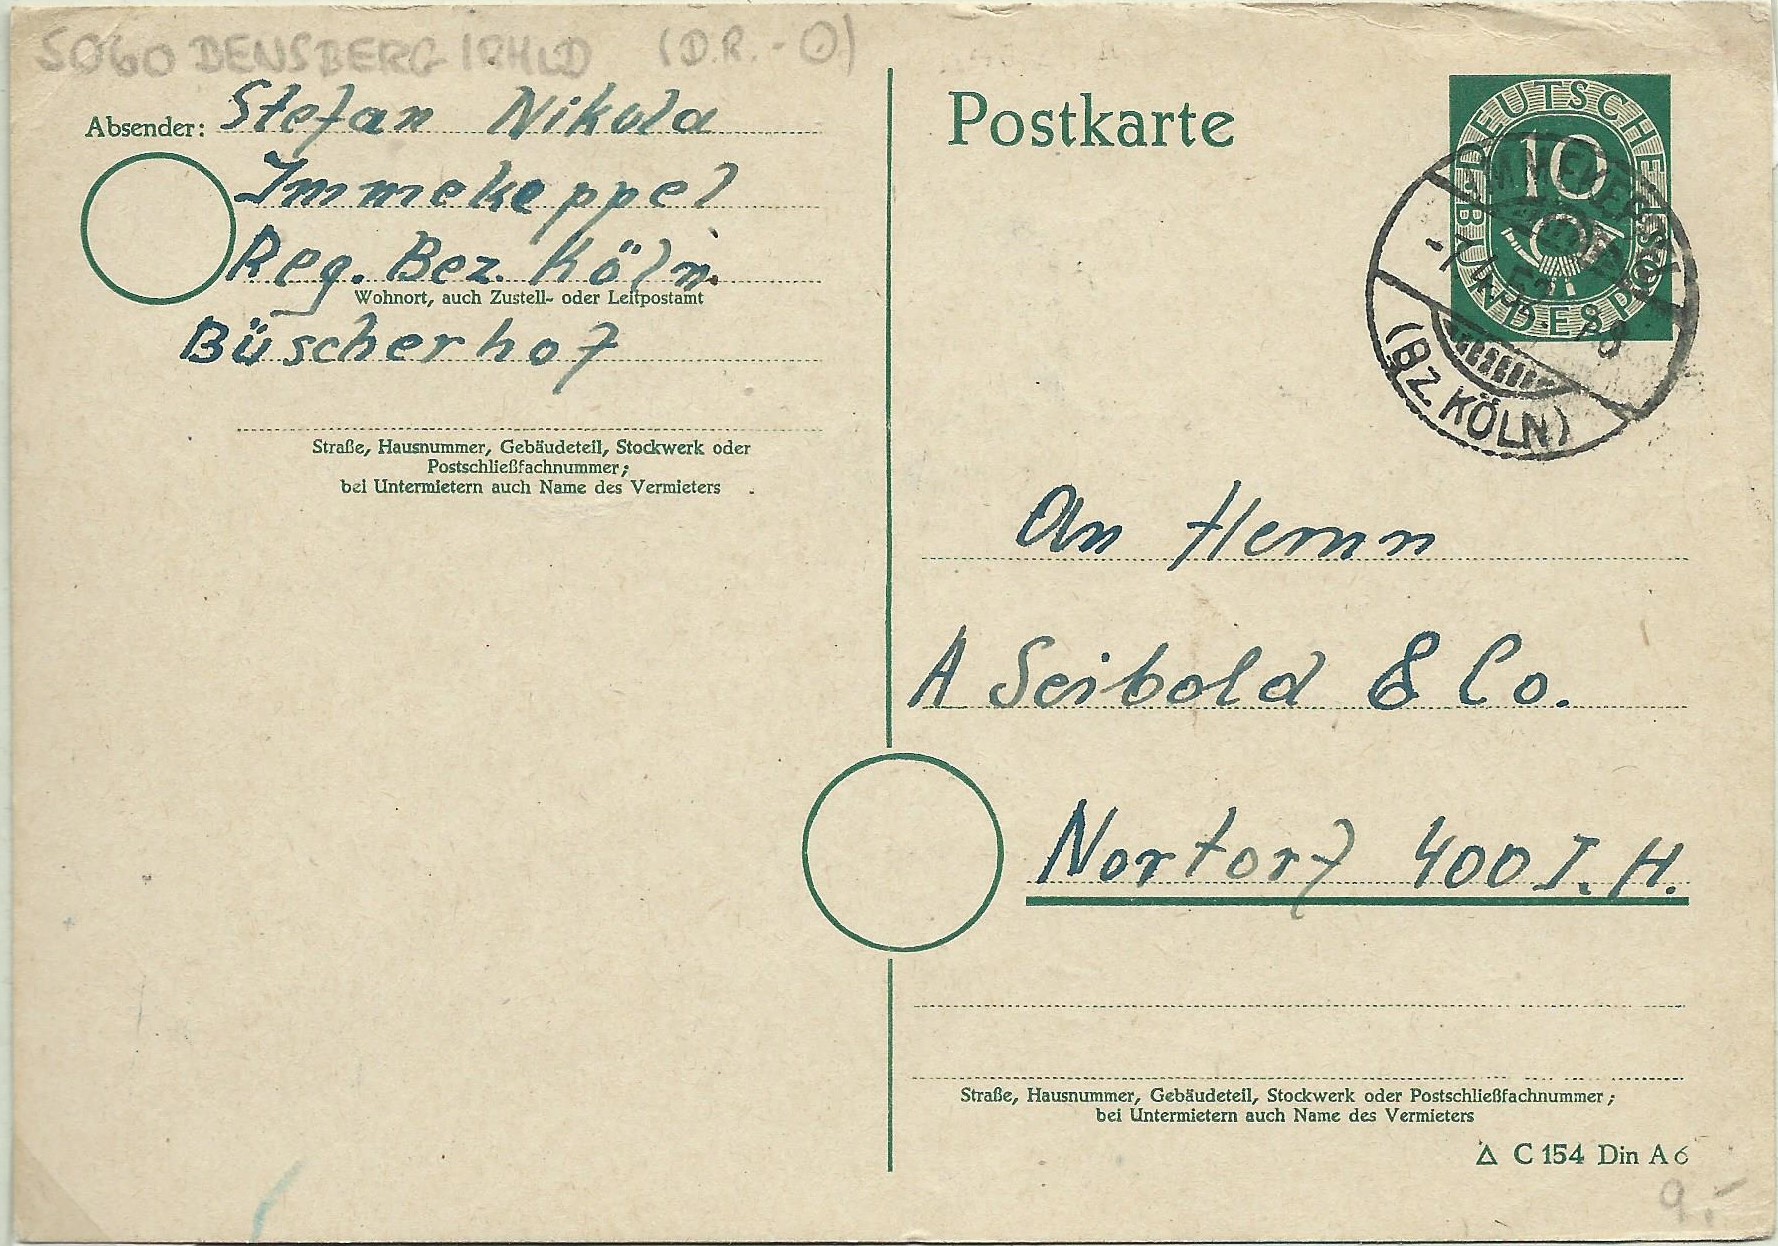 5060 BENSBERG / RHLD (D.R. - O)
Absender: Stefan Nikola
Immekeppel
Reg. Bez. Köln.
Wohnort, auch Zustell- oder Leitpostamt
Büscherhof
Straße, Hausnummer, Gebäudeteil, Stockwerk oder
Postschließfachnummer;
bei Untermietern auch Name des Vermieters
Postkarte
DEUTSCHE BUNDESPOST
10
IMMEKEPPEL
(BZ. KÖLN)
An Herrn
A Seibold & Co.
Nortorf 400 I. H.
Straße, Hausnummer, Gebäudeteil, Stockwerk oder Postschließfachnummer;
bei Untermietern auch Name des Vermieters
Δ C 154 Din A 6
9.-